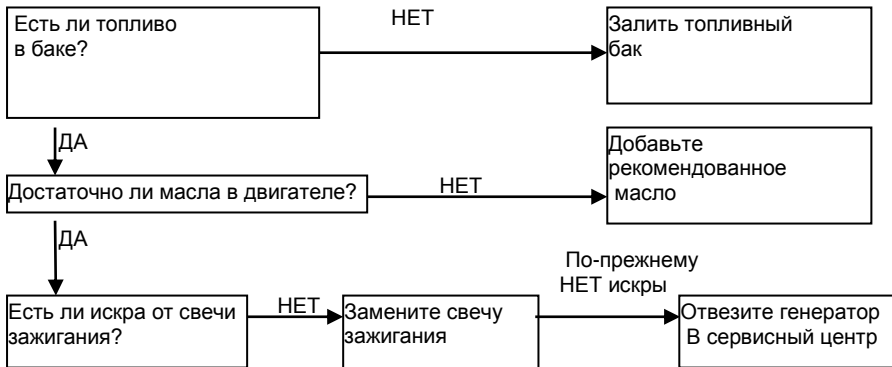 Есть ли топливо
в баке?
НЕТ
Залить топливный
бак
ДА
Достаточно ли масла в двигателе?
НЕТ
Добавьте
рекомендованное
масло
ДА
Есть ли искра от свечи
зажигания?
НЕТ
Замените свечу
зажигания
По-прежнему
НЕТ искры
Отвезите генератор
В сервисный центр